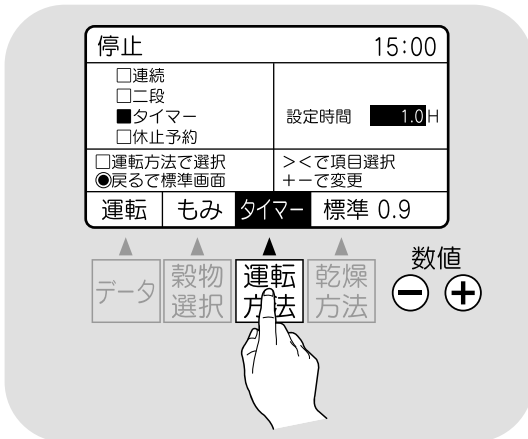 停止 15:00
□連続
□二段
■タイマー
□休止予約
設定時間 1.0H
□運転方法で選択
◉戻るで標準画面
＞＜で項目選択
＋－で変更
運転 もみ タイマー 標準 0.9
▲ ▲ ▲ ▲
データ
穀物
選択
運転
方法
乾燥
方法
数値
－ ＋